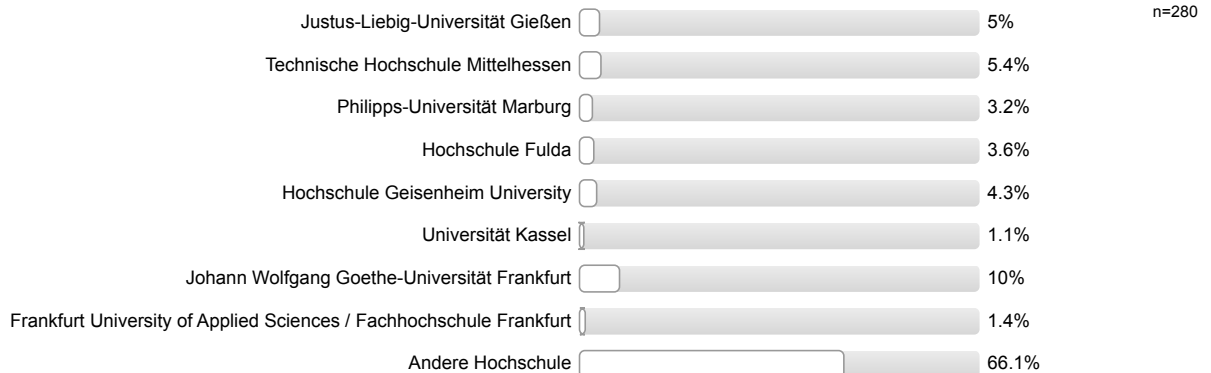 Justus-Liebig-Universität Gießen 5% n=280
Technische Hochschule Mittelhessen 5.4%
Philipps-Universität Marburg 3.2%
Hochschule Fulda 3.6%
Hochschule Geisenheim University 4.3%
Universität Kassel 1.1%
Johann Wolfgang Goethe-Universität Frankfurt 10%
Frankfurt University of Applied Sciences / Fachhochschule Frankfurt 1.4%
Andere Hochschule 66.1%